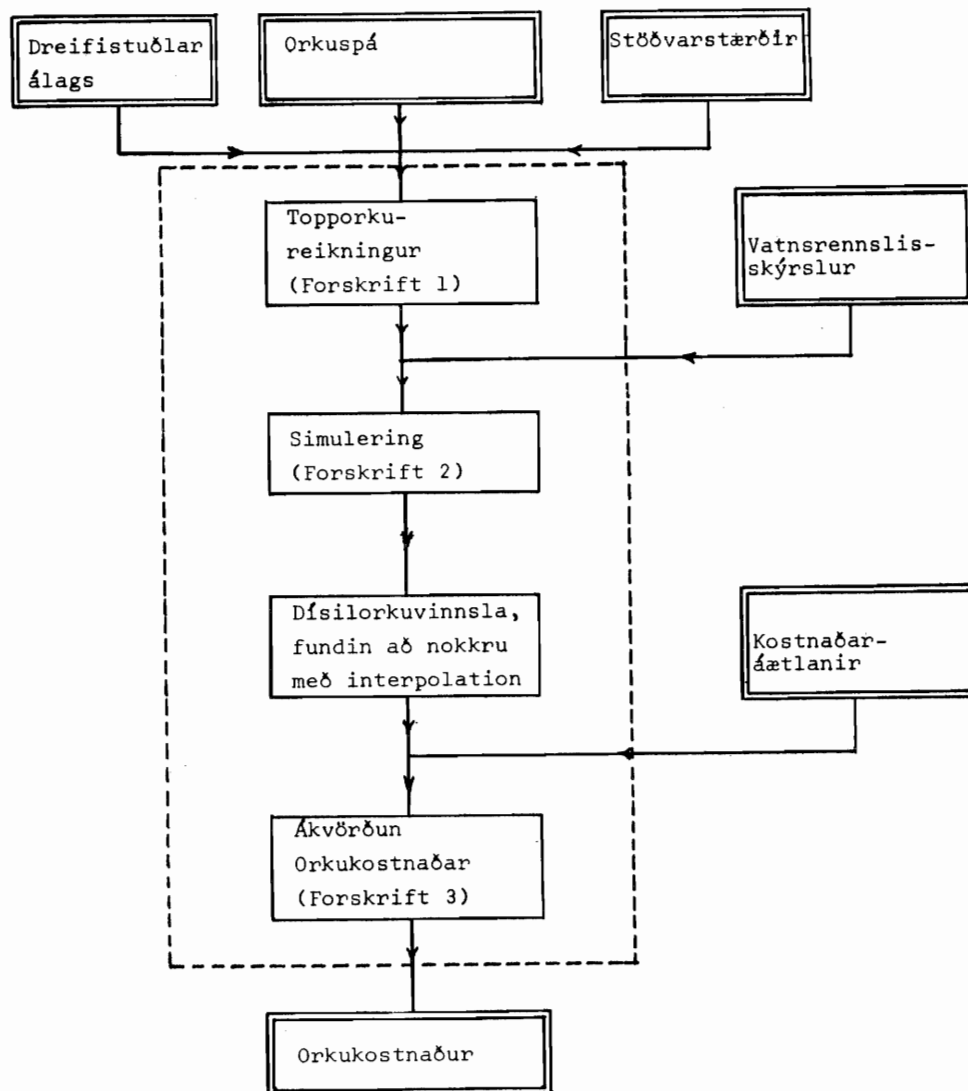 Dreifistuðlar
álags
Orkuspá
Stöðvarstærðir
Topporku-
reikningur
(Forskrift 1)
Vatnsrennslis-
skýrslur
Simulering
(Forskrift 2)
Dísilorkuvinnsla,
fundin að nokkru
með interpolation
Kostnaðar-
áætlanir
Ákvörðun
Orkukostnaðar
(Forskrift 3)
Orkukostnaður